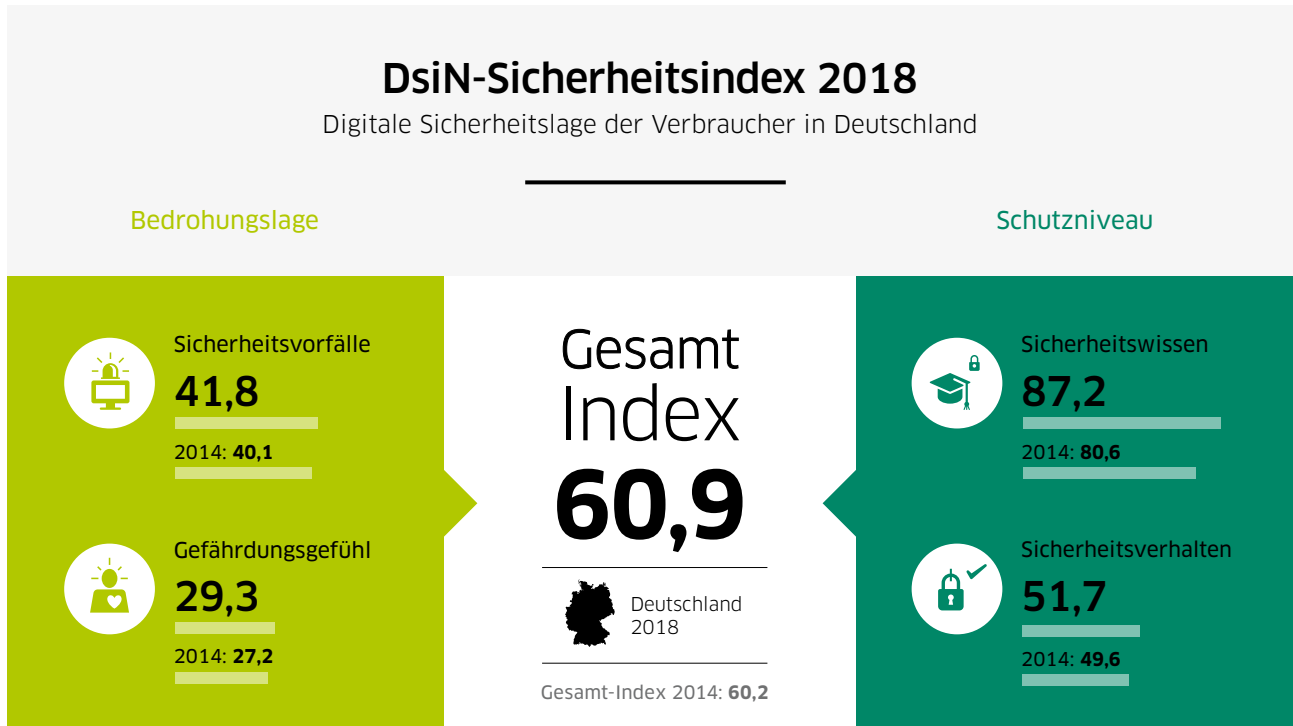 DsiN-Sicherheitsindex 2018
Digitale Sicherheitslage der Verbraucher in Deutschland
Bedrohungslage
Sicherheitsvorfälle
41,8
2014: 40,1
Gefährdungsgefühl
29,3
2014: 27,2
Gesamt
Index
60,9
Deutschland
2018
Gesamt-Index 2014: 60,2
Schutzniveau
Sicherheitswissen
87,2
2014: 80,6
Sicherheitsverhalten
51,7
2014: 49,6